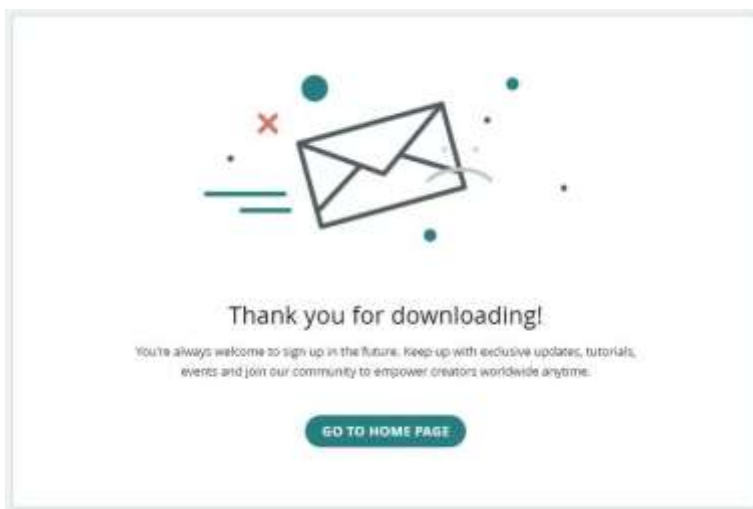 Thank you for downloading!
You're always welcome to sign up in the future. Keep up with exclusive updates, tutorials,
events and join our community to empower creators worldwide anytime.
GO TO HOME PAGE